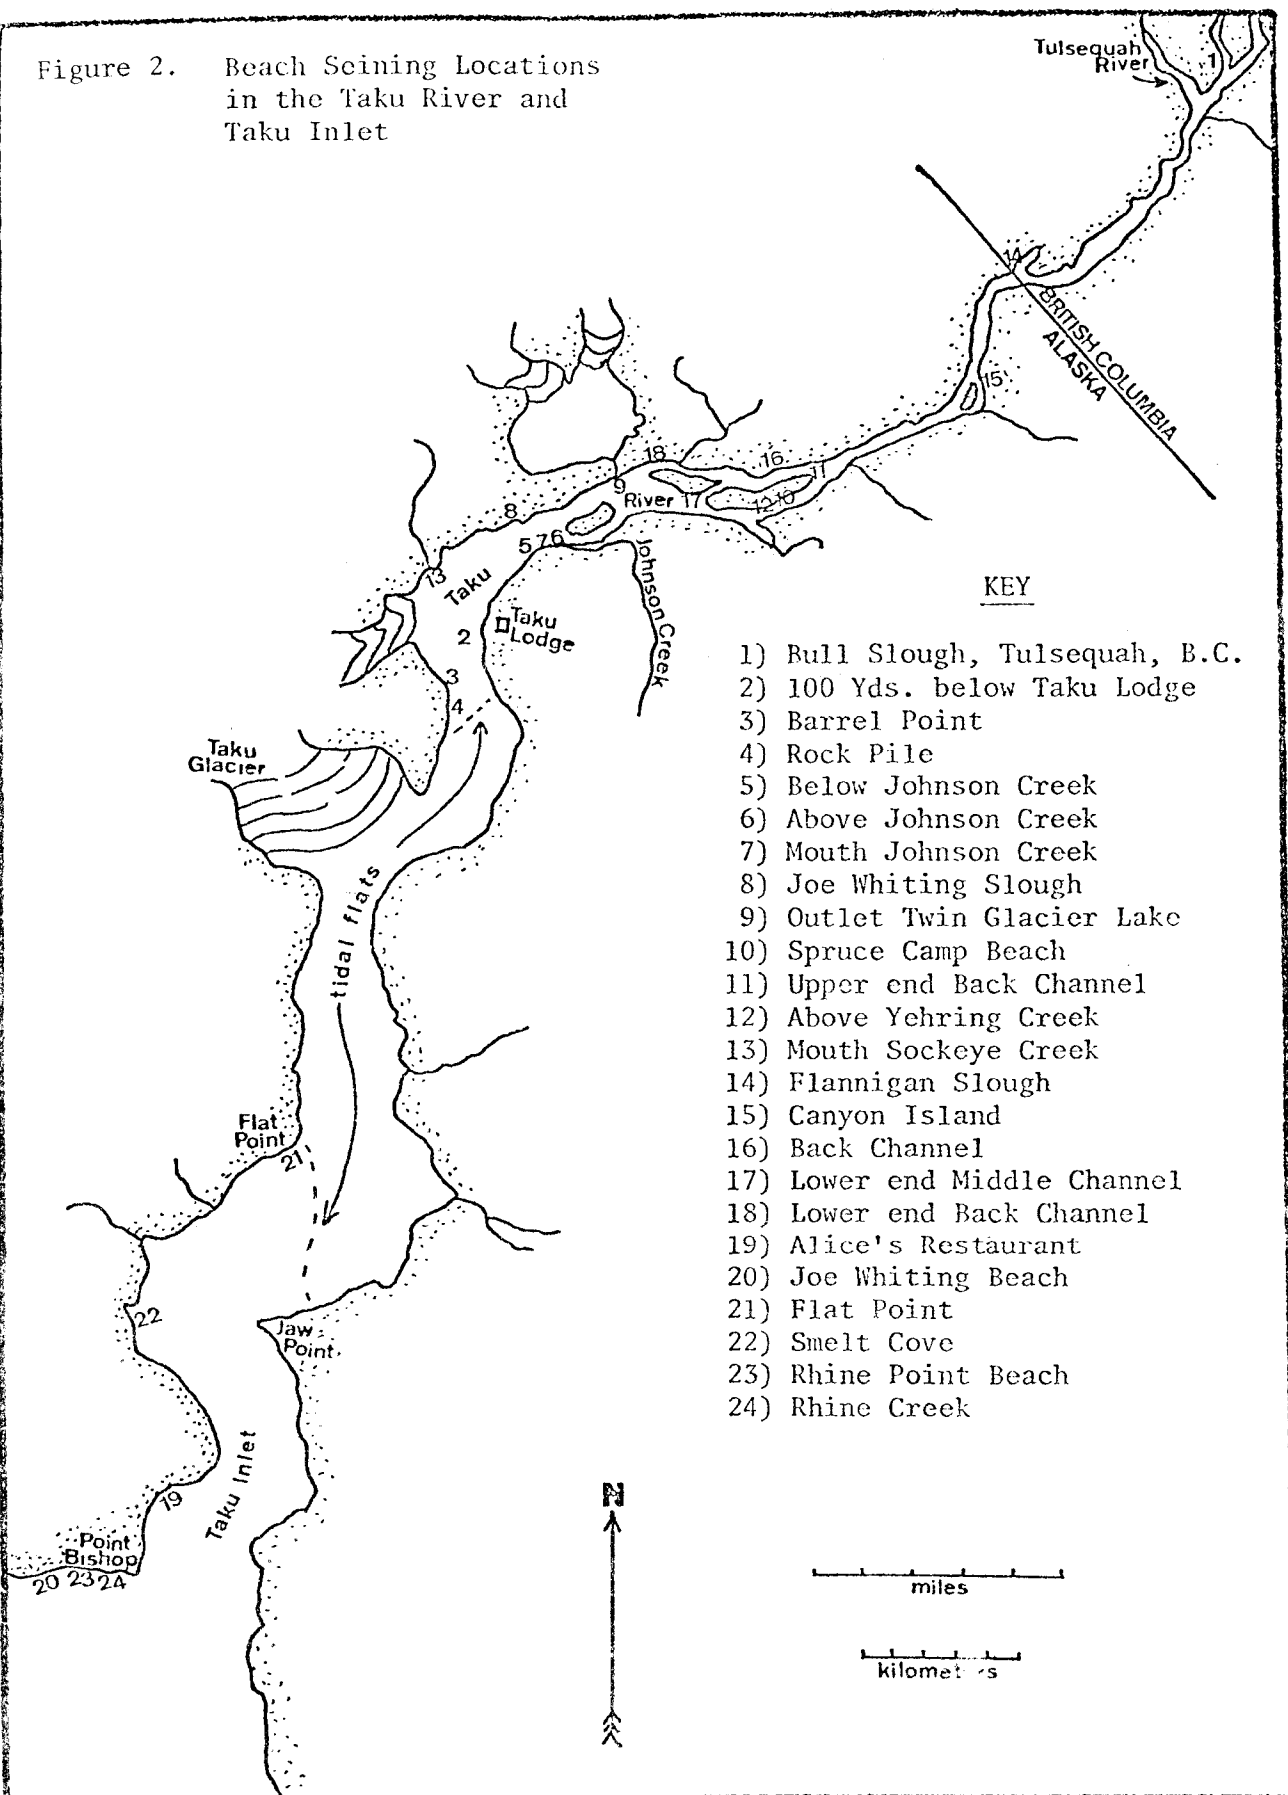 Figure 2. Beach Seining Locations
in the Taku River and
Taku Inlet
Tulsequah
River
1
14
BRITISH COLUMBIA
ALASKA
15
18
16
11
9
River
17
12
10
8
5
7
6
13
Taku
Johnson Creek
2
Taku
Lodge
3
4
Taku
Glacier
tidal flats
Flat
Point
21
22
Jaw
Point
Taku Inlet
19
Point
Bishop
20 23 24
KEY
1) Bull Slough, Tulsequah, B.C.
2) 100 Yds. below Taku Lodge
3) Barrel Point
4) Rock Pile
5) Below Johnson Creek
6) Above Johnson Creek
7) Mouth Johnson Creek
8) Joe Whiting Slough
9) Outlet Twin Glacier Lake
10) Spruce Camp Beach
11) Upper end Back Channel
12) Above Yehring Creek
13) Mouth Sockeye Creek
14) Flannigan Slough
15) Canyon Island
16) Back Channel
17) Lower end Middle Channel
18) Lower end Back Channel
19) Alice's Restaurant
20) Joe Whiting Beach
21) Flat Point
22) Smelt Cove
23) Rhine Point Beach
24) Rhine Creek
N
miles